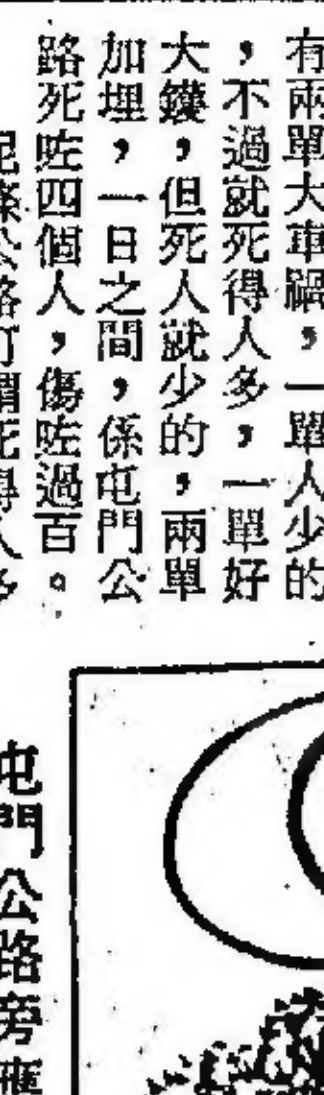 有兩單大車禍，一單人少的
，不過就死得人多，一單好
大鑊，但死人就少的，兩單
加埋，一日之間，係屯門公
路死咗四個人，傷咗過百。
呢條公路可謂死得人多
屯門公路旁應